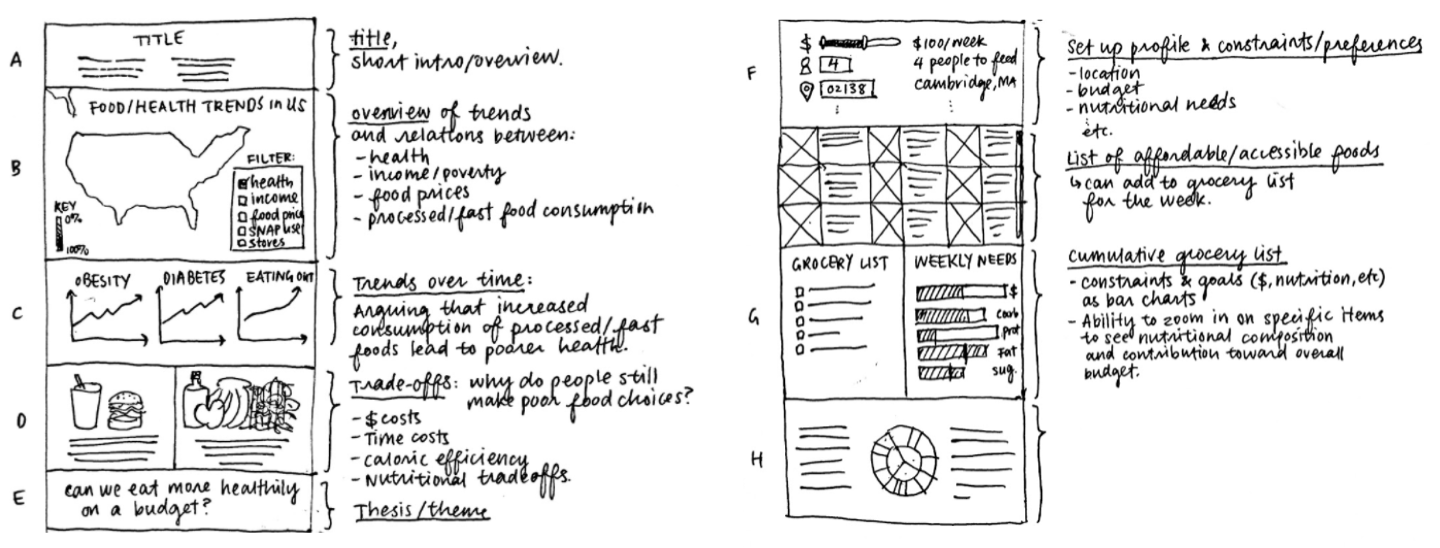 A
TITLE
title,
short intro/overview.
B
FOOD/HEALTH TRENDS in US
FILTER:
health
income
food price
SNAP use
stores
KEY
0%
100%
overview of trends
and relations between:
- health
- income/poverty
- food prices
- processed/fast food consumption
C
OBESITY
DIABETES
EATING OUT
Trends over time:
Arguing that increased
consumption of processed/fast
foods lead to poorer health.
D
Trade-offs: why do people still
make poor food choices?
- $ costs
- Time costs
- caloric efficiency
- Nutritional tradeoffs.
E
can we eat more healthily
on a budget?
Thesis/theme
F
$
$100/week
4
4 people to feed
02138
cambridge, MA
Set up profile & constraints/preferences
- location
- budget
- nutritional needs
etc.
List of affordable/accessible foods
↳ can add to grocery list
for the week.
G
GROCERY LIST
WEEKLY NEEDS
$
carb
prot
Fat
sug.
cumulative grocery list
- constraints & goals ($, nutrition, etc)
as bar charts
- Ability to zoom in on specific items
to see nutritional composition
and contribution toward overall
budget.
H